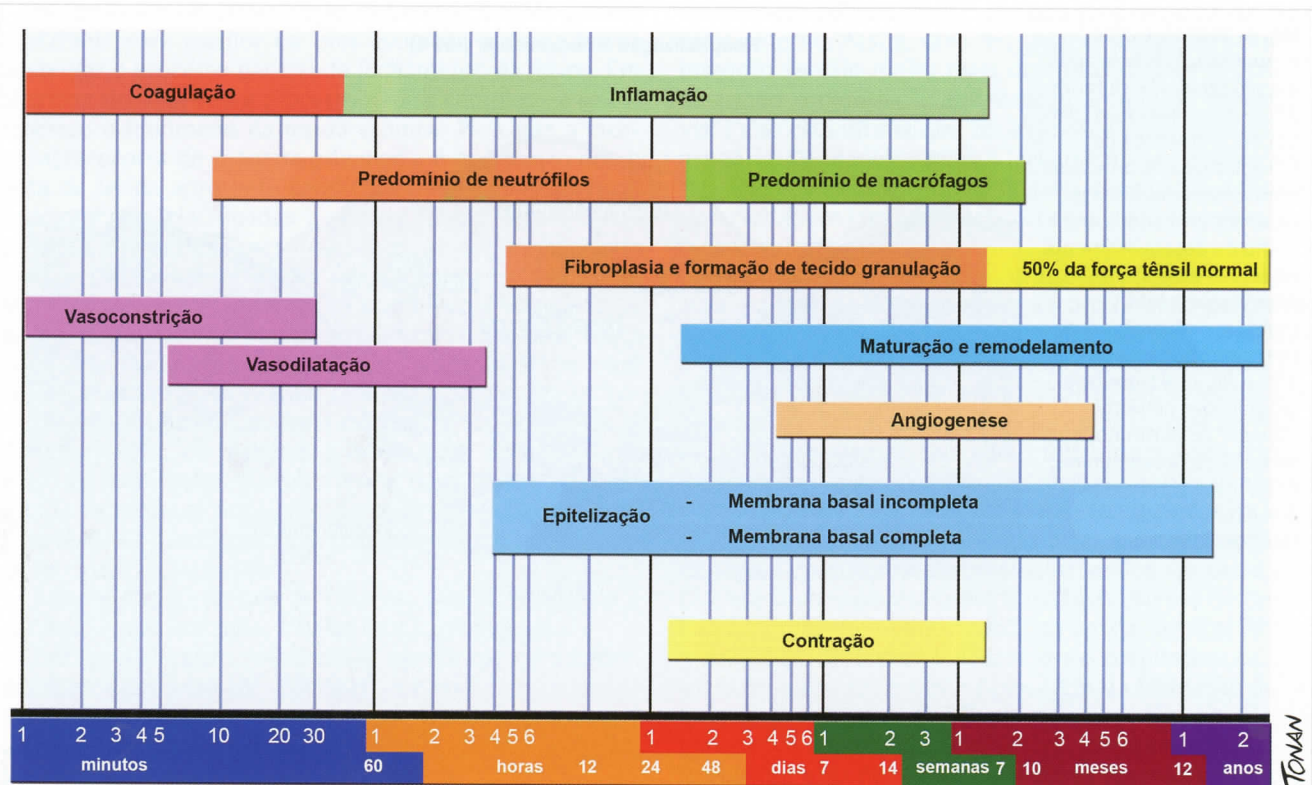 Coagulação Inflamação
Predomínio de neutrófilos Predomínio de macrófagos
Fibroplasia e formação de tecido granulação 50% da força tênsil normal
Vasoconstrição
Maturação e remodelamento
Vasodilatação
Angiogenese
- Membrana basal incompleta
Epitelização
- Membrana basal completa
Contração
1 2 3 4 5 10 20 30 1 2 3 4 5 6 1 2 3 4 5 6 1 2 3 1 2 3 4 5 6 1 2
minutos 60 horas 12 24 48 dias 7 14 semanas 7 10 meses 12 anos
TONAN